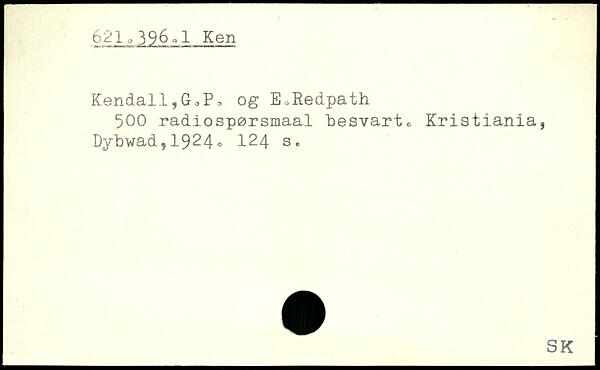 621.396.1 Ken
Kendall,G.P. og E.Redpath
500 radiospørsmaal besvart. Kristiania,
Dybwad,1924. 124 s.
SK